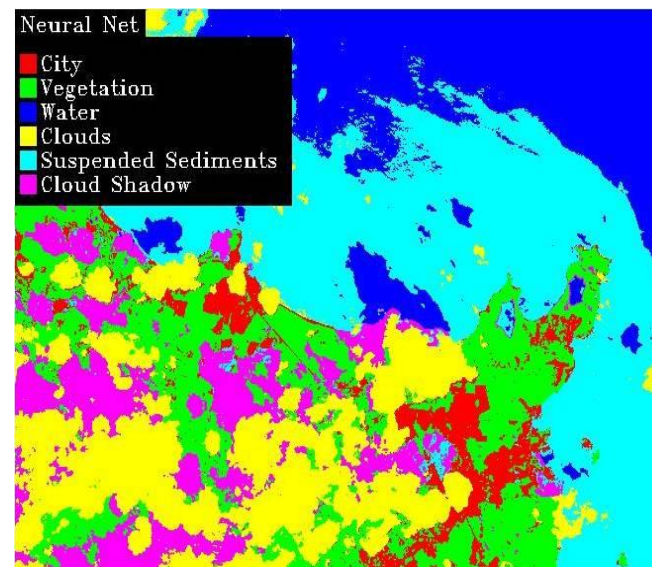 Neural Net
City
Vegetation
Water
Clouds
Suspended Sediments
Cloud Shadow